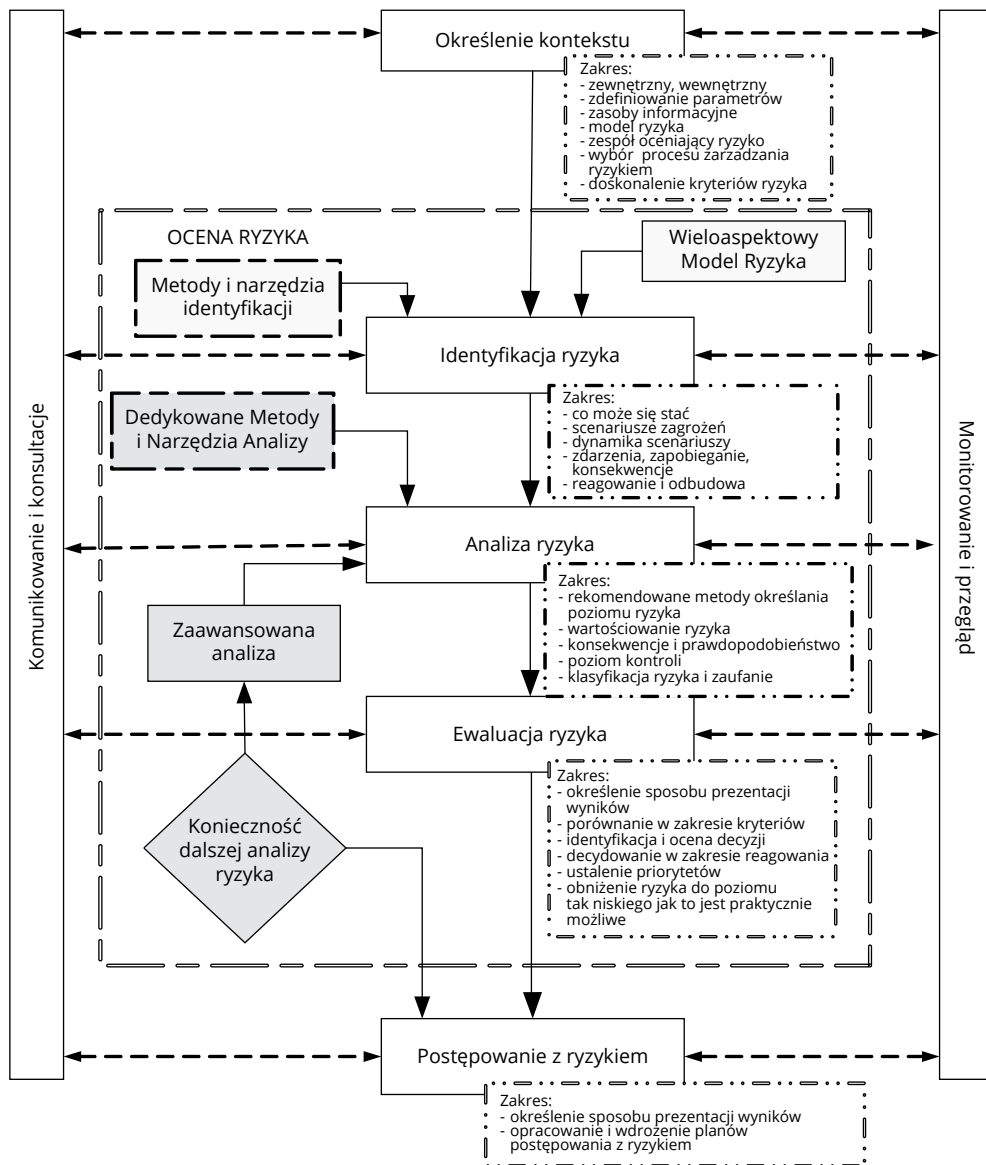 Określenie kontekstu
Zakres:
- zewnętrzny, wewnętrzny
- zdefiniowanie parametrów
- zasoby informacyjne
- model ryzyka
- zespół oceniający ryzyko
- wybór procesu zarzadzania
ryzykiem
- doskonalenie kryteriów ryzyka
OCENA RYZYKA
Wieloaspektowy
Model Ryzyka
Metody i narzędzia
identyfikacji
Identyfikacja ryzyka
Zakres:
- co może się stać
- scenariusze zagrożeń
- dynamika scenariuszy
- zdarzenia, zapobieganie,
konsekwencje
- reagowanie i odbudowa
Dedykowane Metody
i Narzędzia Analizy
Analiza ryzyka
Zakres:
- rekomendowane metody określania
poziomu ryzyka
- wartościowanie ryzyka
- konsekwencje i prawdopodobieństwo
- poziom kontroli
- klasyfikacja ryzyka i zaufanie
Zaawansowana
analiza
Ewaluacja ryzyka
Zakres:
- określenie sposobu prezentacji
wyników
- porównanie w zakresie kryteriów
- identyfikacja i ocena decyzji
- decydowanie w zakresie reagowania
- ustalenie priorytetów
- obniżenie ryzyka do poziomu
tak niskiego jak to jest praktycznie
możliwe
Konieczność
dalszej analizy
ryzyka
Postępowanie z ryzykiem
Zakres:
- określenie sposobu prezentacji wyników
- opracowanie i wdrożenie planów
postępowania z ryzykiem
Komunikowanie i konsultacje
Monitorowanie i przegląd